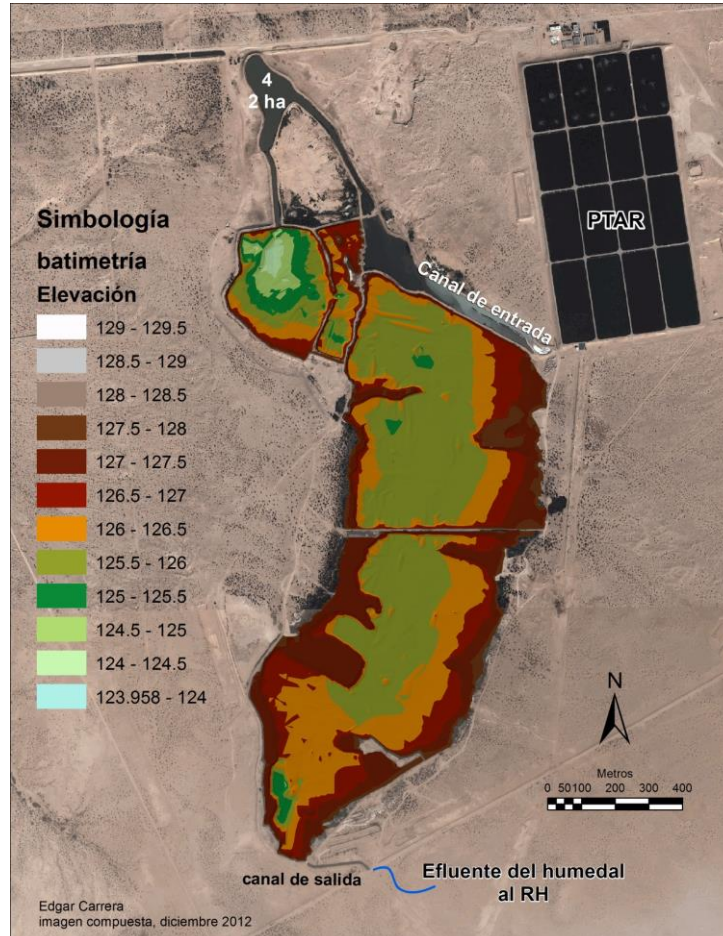 4
2 ha
PTAR
Canal de entrada
Simbología
batimetría
Elevación
129 - 129.5
128.5 - 129
128 - 128.5
127.5 - 128
127 - 127.5
126.5 - 127
126 - 126.5
125.5 - 126
125 - 125.5
124.5 - 125
124 - 124.5
123.958 - 124
N
Metros
0 50 100 200 300 400
canal de salida
Efluente del humedal
al RH
Edgar Carrera
imagen compuesta, diciembre 2012